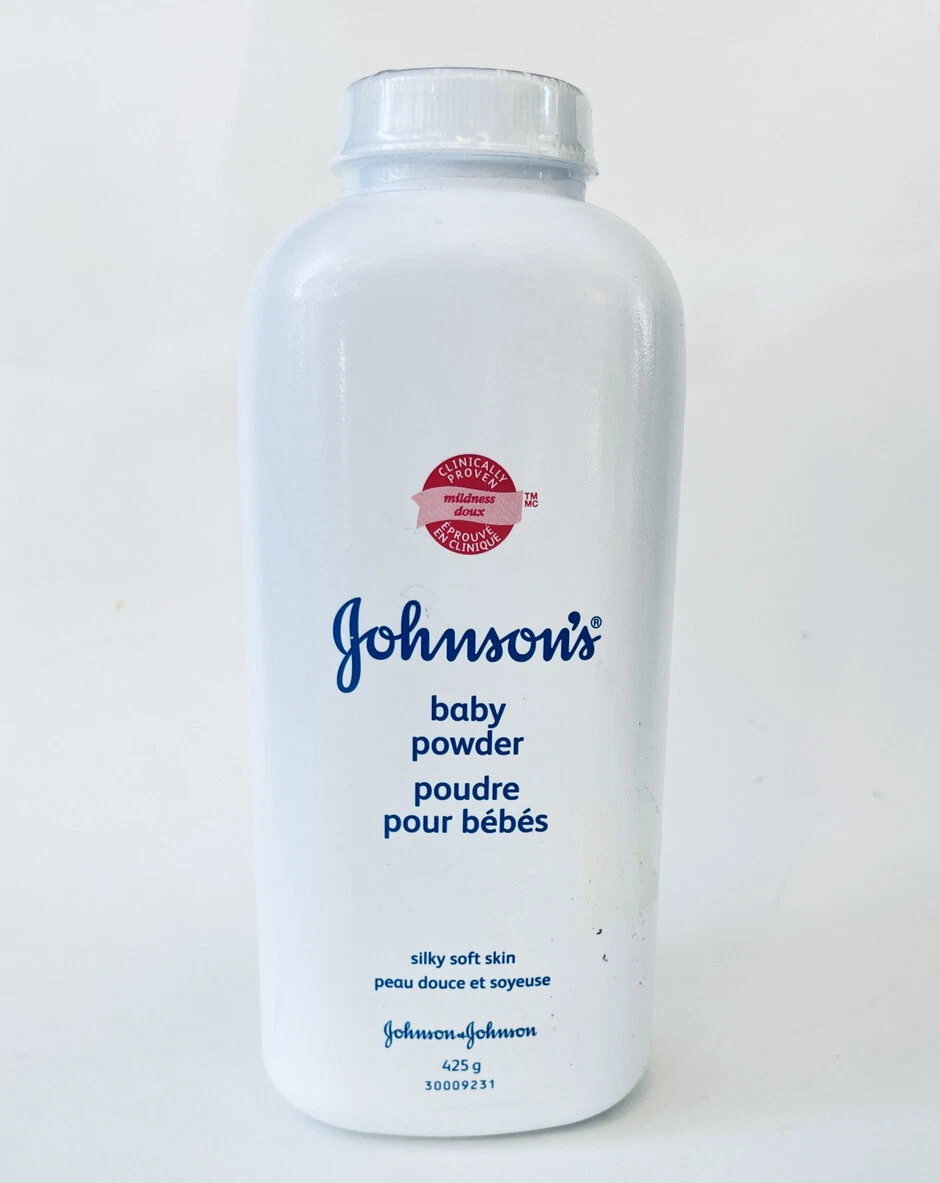 CLINICALLY
PROVEN
mildness
doux
ÉPROUVÉ
EN CLINIQUE
TM
MC
Johnson's®
baby
powder
poudre
pour bébés
silky soft skin
peau douce et soyeuse
Johnson & Johnson
425 g
30009231